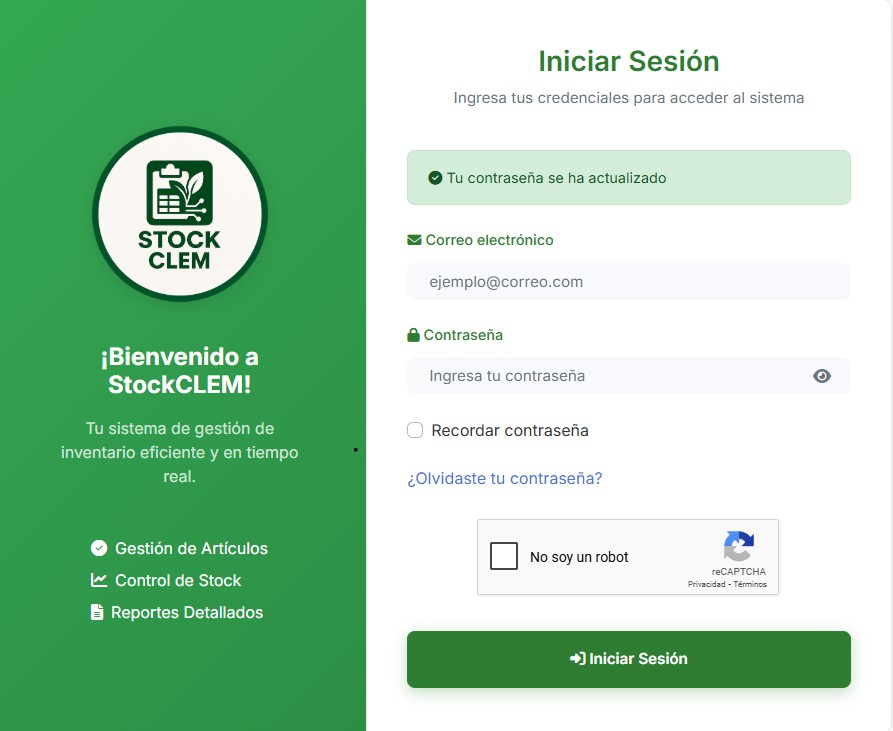 STOCK
CLEM
¡Bienvenido a
StockCLEM!
Tu sistema de gestión de
inventario eficiente y en tiempo
real.
Gestión de Artículos
Control de Stock
Reportes Detallados
Iniciar Sesión
Ingresa tus credenciales para acceder al sistema
Tu contraseña se ha actualizado
Correo electrónico
ejemplo@correo.com
Contraseña
Ingresa tu contraseña
Recordar contraseña
¿Olvidaste tu contraseña?
No soy un robot
reCAPTCHA
Privacidad - Términos
Iniciar Sesión